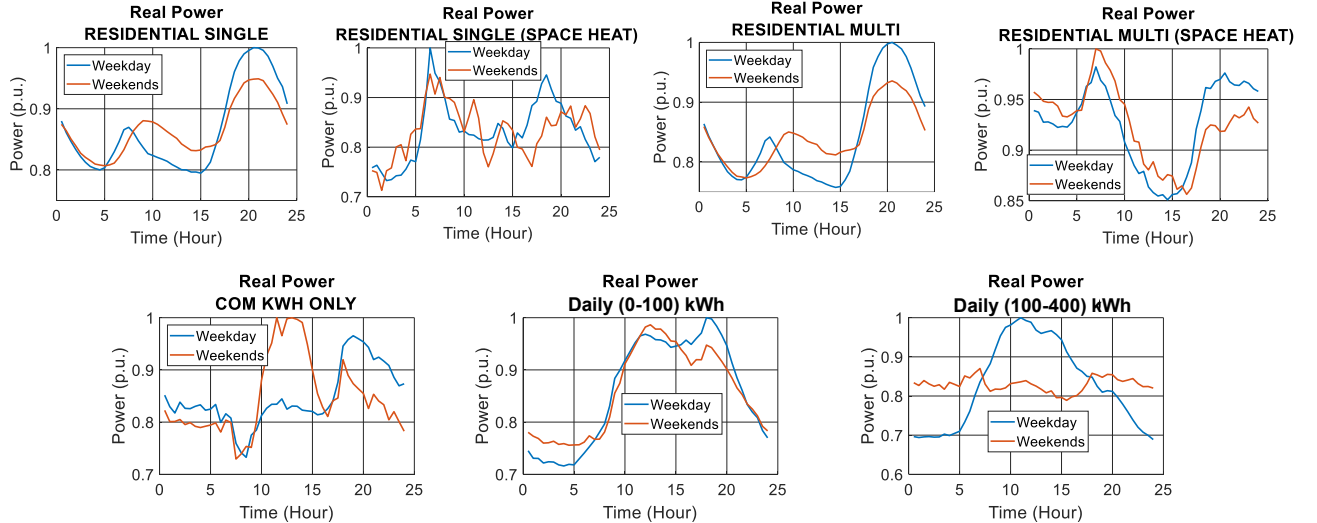 Real Power
RESIDENTIAL SINGLE
1
0.9
0.8
Power (p.u.)
Weekday
Weekends
0 5 10 15 20 25
Time (Hour)
Real Power
RESIDENTIAL SINGLE (SPACE HEAT)
1
0.9
0.8
0.7
Power (p.u.)
Weekday
Weekends
0 5 10 15 20 25
Time (Hour)
Real Power
RESIDENTIAL MULTI
1
0.9
0.8
Power (p.u.)
Weekday
Weekends
0 5 10 15 20 25
Time (Hour)
Real Power
RESIDENTIAL MULTI (SPACE HEAT)
1
0.95
0.9
0.85
Power (p.u.)
Weekday
Weekends
0 5 10 15 20 25
Time (Hour)
Real Power
COM KWH ONLY
1
0.9
0.8
0.7
Power (p.u.)
Weekday
Weekends
0 5 10 15 20 25
Time (Hour)
Real Power
Daily (0-100) kWh
1
0.9
0.8
0.7
Power (p.u.)
Weekday
Weekends
0 5 10 15 20 25
Time (Hour)
Real Power
Daily (100-400) kWh
1
0.9
0.8
0.7
0.6
Power (p.u.)
Weekday
Weekends
0 5 10 15 20 25
Time (Hour)